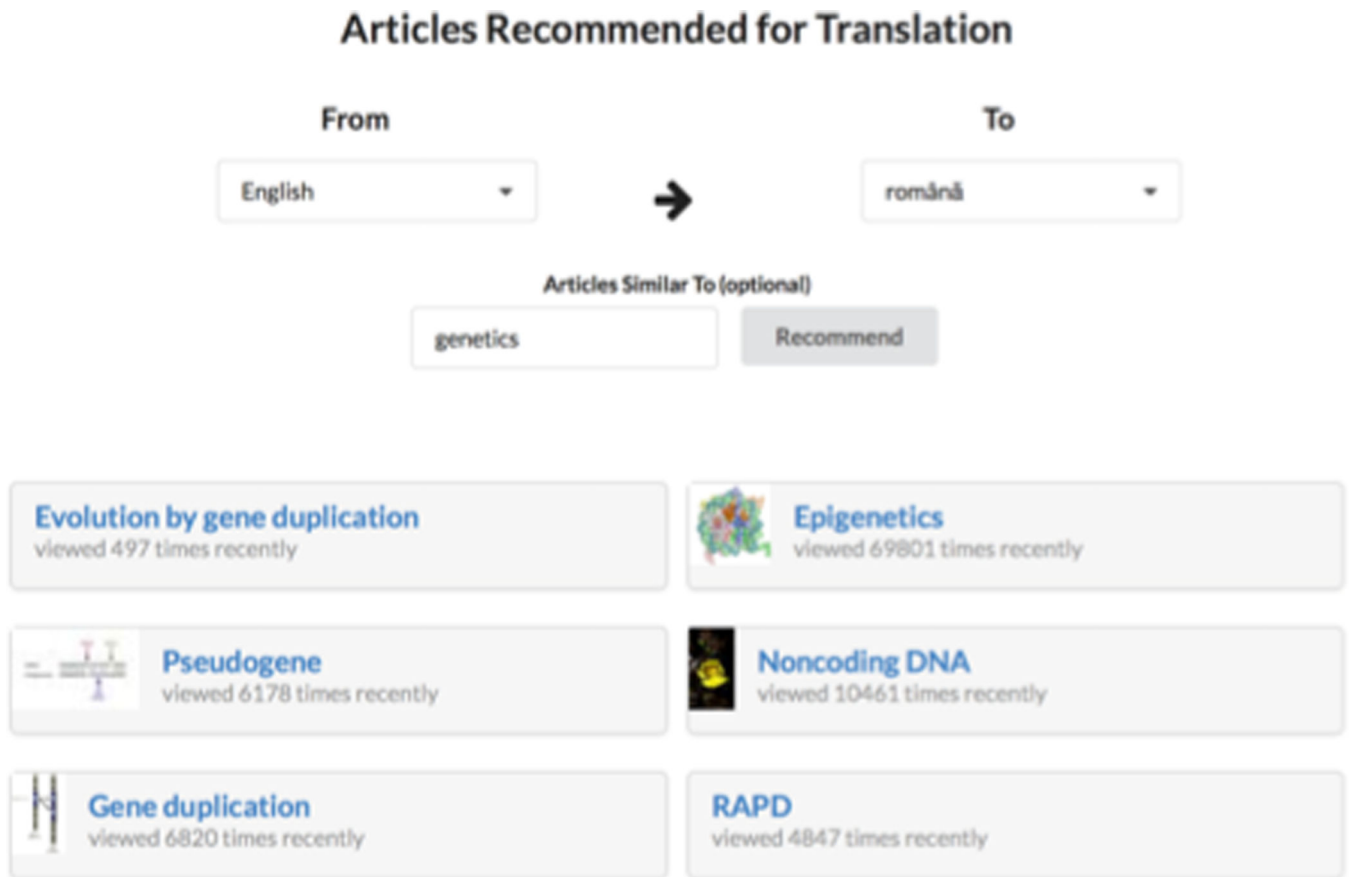 Articles Recommended for Translation
From
To
English
română
Articles Similar To (optional)
genetics
Recommend
Evolution by gene duplication
viewed 497 times recently
Epigenetics
viewed 69801 times recently
Pseudogene
viewed 6178 times recently
Noncoding DNA
viewed 10461 times recently
Gene duplication
viewed 6820 times recently
RAPD
viewed 4847 times recently